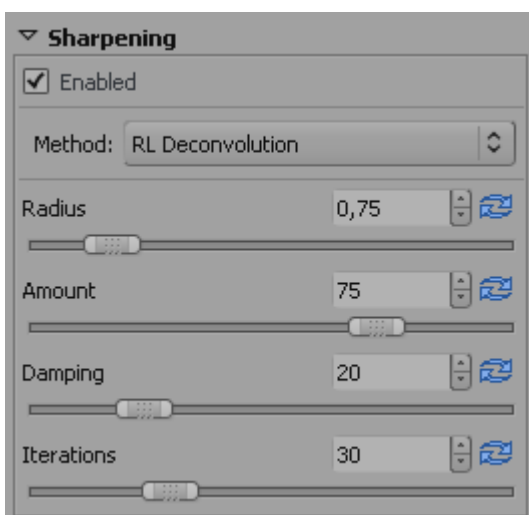 Sharpening
Enabled
Method: RL Deconvolution
Radius 0,75
Amount 75
Damping 20
Iterations 30